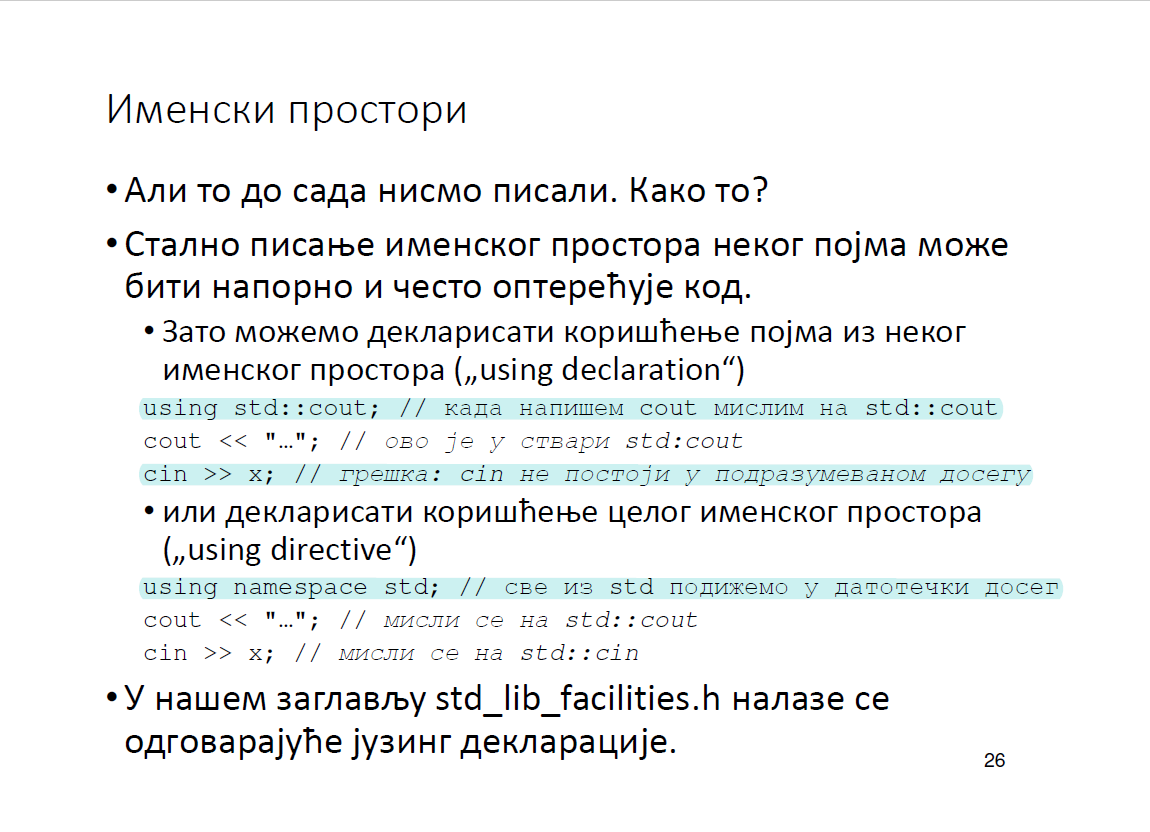 Именски простори
• Али то до сада нисмо писали. Како то?
• Стално писање именског простора неког појма може
бити напорно и често оптерећује код.
• Зато можемо декларисати коришћење појма из неког
именског простора („using declaration“)
using std::cout; // када напишем cout мислим на std::cout
cout << "…"; // ово је у ствари std:cout
cin >> x; // грешка: cin не постоји у подразумеваном досегу
• или декларисати коришћење целог именског простора
(„using directive“)
using namespace std; // све из std подижемо у датотечки досег
cout << "…"; // мисли се на std::cout
cin >> x; // мисли се на std::cin
• У нашем заглављу std_lib_facilities.h налазе се
одговарајуће јузинг декларације.
26